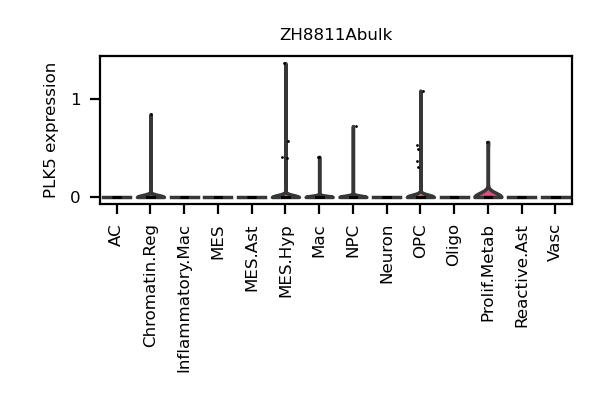 ZH8811Abulk
PLK5 expression
1
0
AC
Chromatin.Reg
Inflammatory.Mac
MES
MES.Ast
MES.Hyp
Mac
NPC
Neuron
OPC
Oligo
Prolif.Metab
Reactive.Ast
Vasc